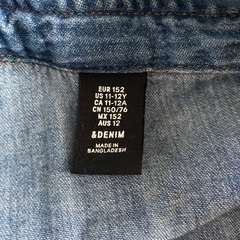 EUR 152
US 11-12Y
CA 11-12A
CN 150/76
MX 152
AUS 12
&DENIM
MADE IN
BANGLADESH